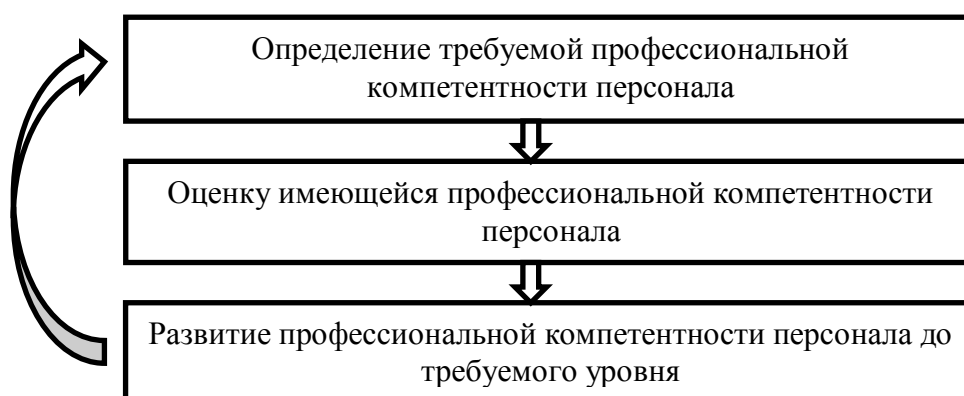 Определение требуемой профессиональной
компетентности персонала
Оценку имеющейся профессиональной компетентности
персонала
Развитие профессиональной компетентности персонала до
требуемого уровня